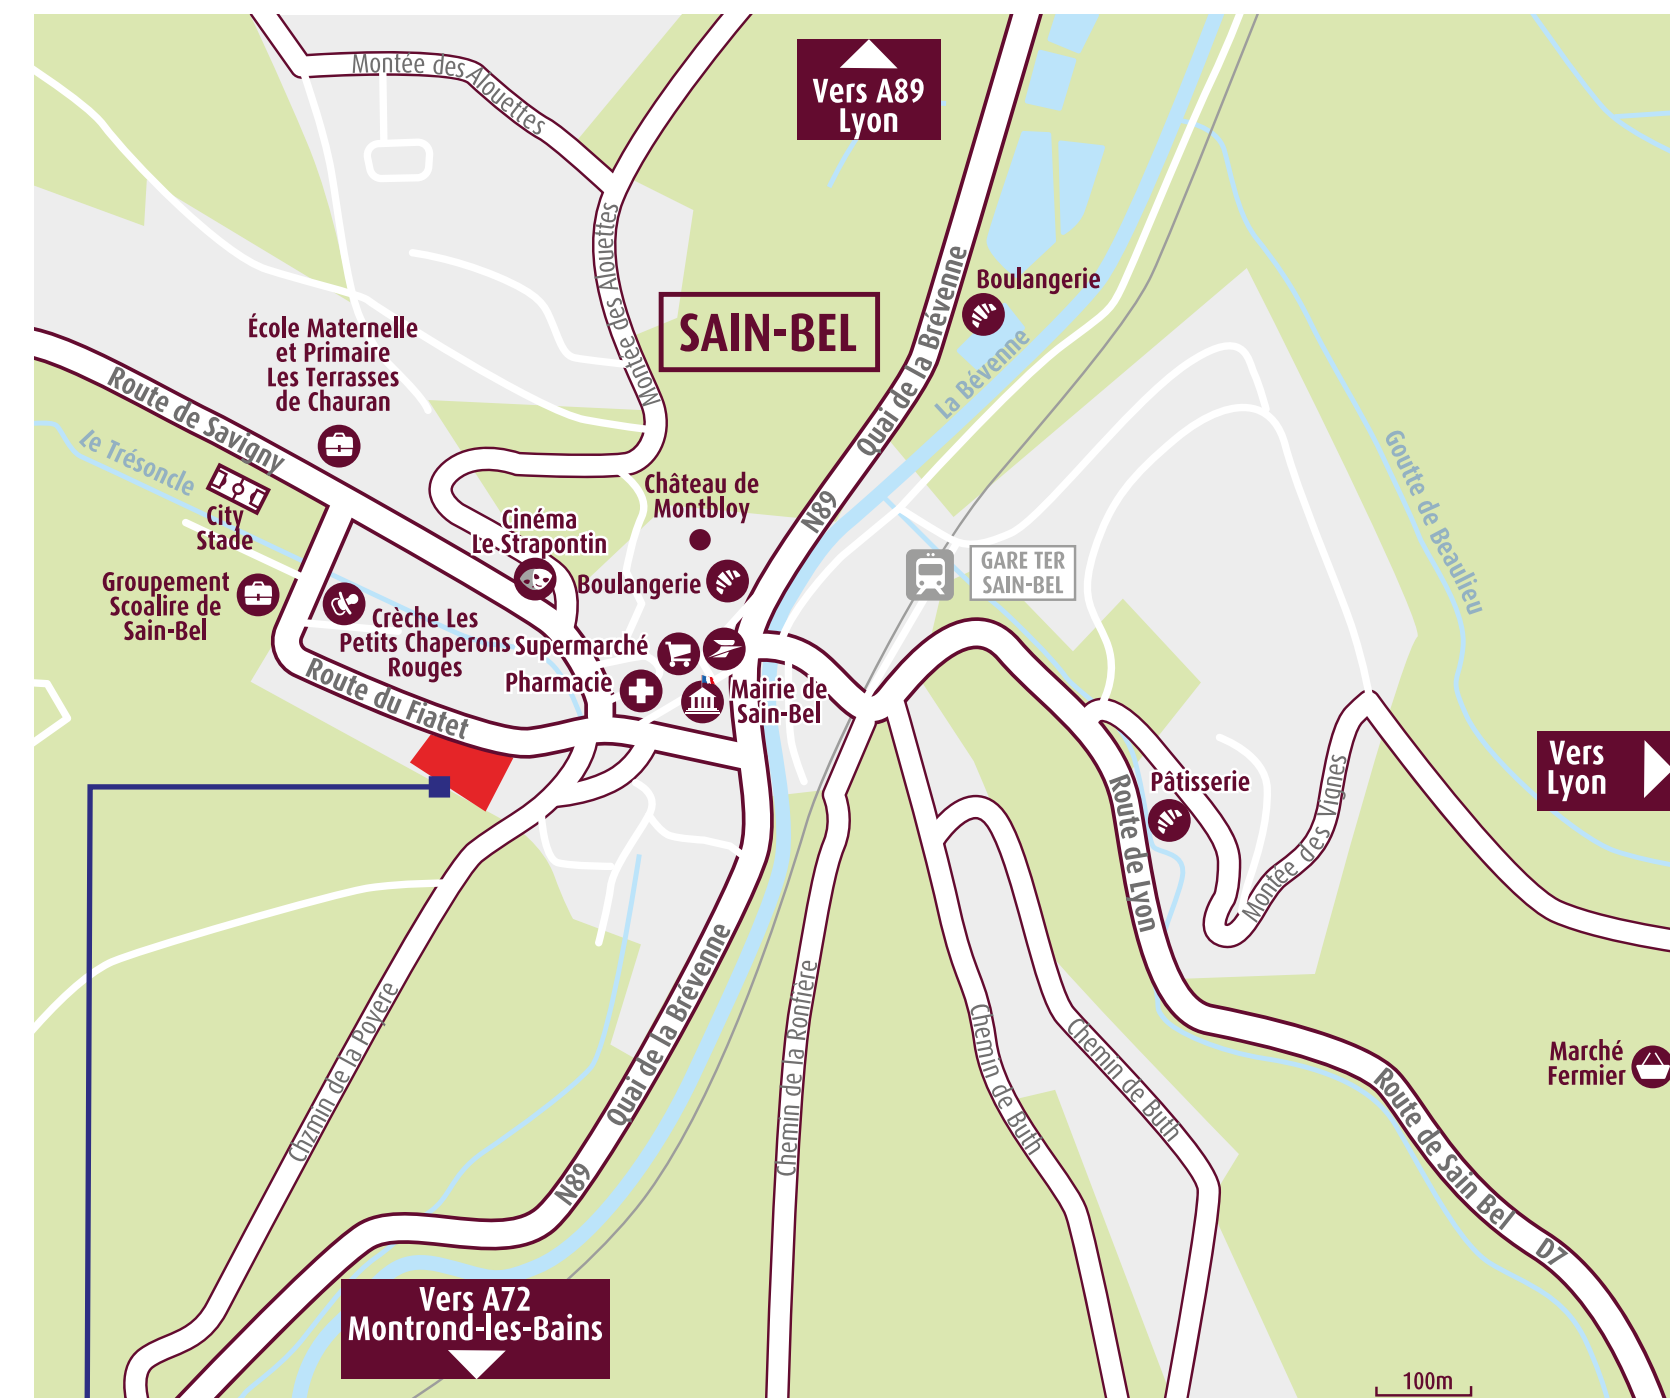 Montée des Alouettes
Vers A89
Lyon
Montée des Alouettes
Quai de la Brévenne
Boulangerie
SAIN-BEL
La Bévenne
École Maternelle
et Primaire
Les Terrasses
de Chauran
Route de Savigny
Le Trésoncle
City
Stade
Château de
Montbloy
N89
Cinéma
Le Strapontin
Goutte de Beaulieu
GARE TER
SAIN-BEL
Groupement
Scoalire de
Sain-Bel
Boulangerie
Crèche Les
Petits Chaperons
Rouges
Supermarché
Pharmacie
Mairie de
Sain-Bel
Route du Fiatet
Vers
Lyon
Pâtisserie
Route de Lyon
Montée des Vignes
Quai de la Brévenne
Chzmin de la Poyere
Chemin de la Ronfière
Chemin de Buth
Chemin de Buth
Marché
Fermier
Route de Sain Bel
N89
D7
Vers A72
Montrond-les-Bains
100m